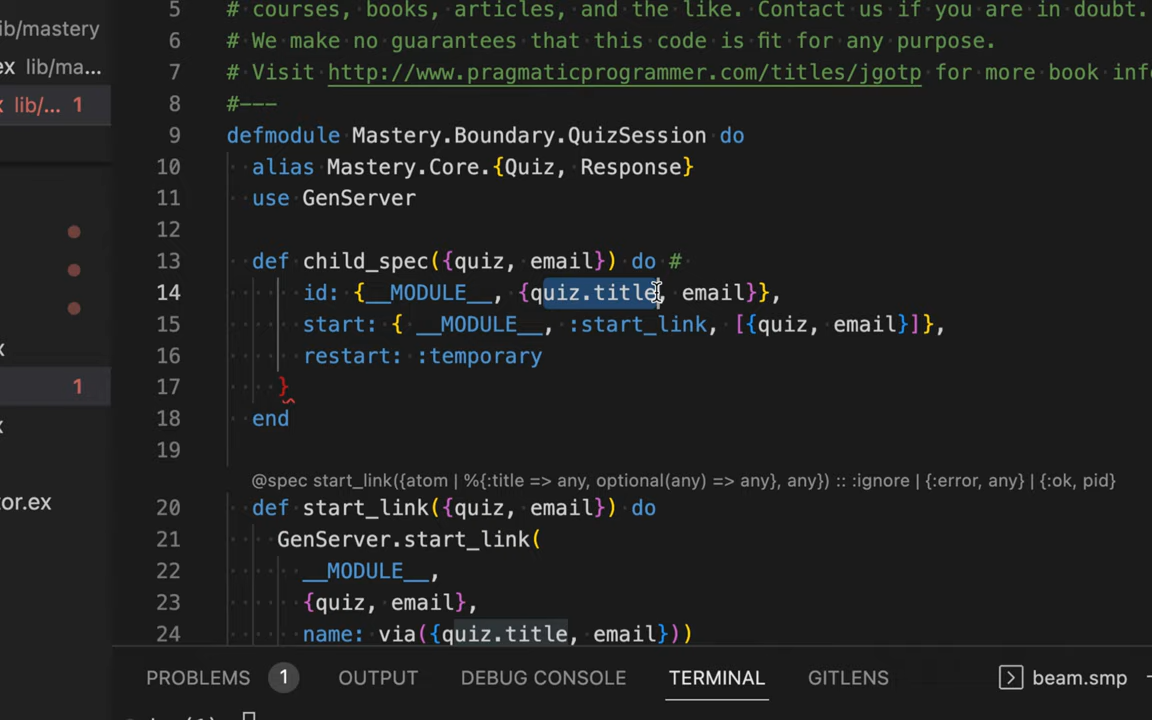 ib/mastery
ex lib/ma...
x lib/... 1
x
1
x
tor.ex
5 # courses, books, articles, and the like. Contact us if you are in doubt.
6 # We make no guarantees that this code is fit for any purpose.
7 # Visit http://www.pragmaticprogrammer.com/titles/jgotp for more book inf
8 #---
9 defmodule Mastery.Boundary.QuizSession do
10 alias Mastery.Core.{Quiz, Response}
11 use GenServer
12
13 def child_spec({quiz, email}) do #
14 id: {__MODULE__, {quiz.title, email}},
15 start: { __MODULE__, :start_link, [{quiz, email}]},
16 restart: :temporary
17 }
18 end
19
@spec start_link({atom | %{:title => any, optional(any) => any}, any}) :: :ignore | {:error, any} | {:ok, pid}
20 def start_link({quiz, email}) do
21 GenServer.start_link(
22 __MODULE__,
23 {quiz, email},
24 name: via({quiz.title, email}))
PROBLEMS 1 OUTPUT DEBUG CONSOLE TERMINAL GITLENS beam.smp